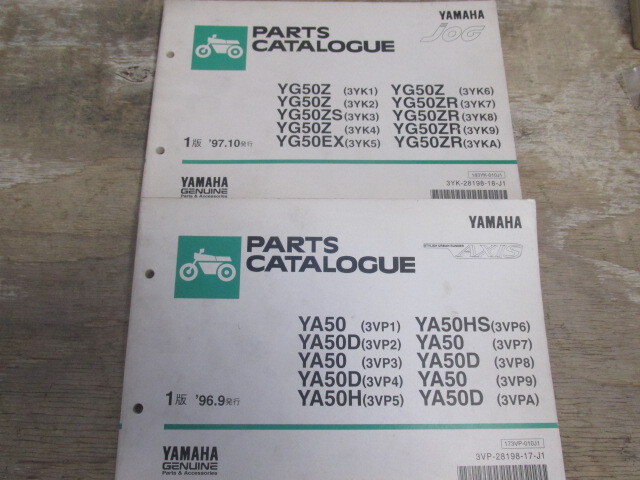 PARTS
CATALOGUE
YAMAHA
JOG
YG50Z (3YK1) YG50Z (3YK6)
YG50Z (3YK2) YG50ZR (3YK7)
YG50ZS (3YK3) YG50ZR (3YK8)
YG50Z (3YK4) YG50ZR (3YK9)
YG50EX (3YK5) YG50ZR (3YKA)
1版 '97.10発行
YAMAHA
GENUINE
Parts & Accessories
183YK-010J1
3YK-28198-18-J1
PARTS
CATALOGUE
YAMAHA
AXIS
YA50 (3VP1) YA50HS (3VP6)
YA50D (3VP2) YA50 (3VP7)
YA50 (3VP3) YA50D (3VP8)
YA50D (3VP4) YA50 (3VP9)
YA50H (3VP5) YA50D (3VPA)
1版 '96.9発行
YAMAHA
GENUINE
Parts & Accessories
173VP-010J1
3VP-28198-17-J1